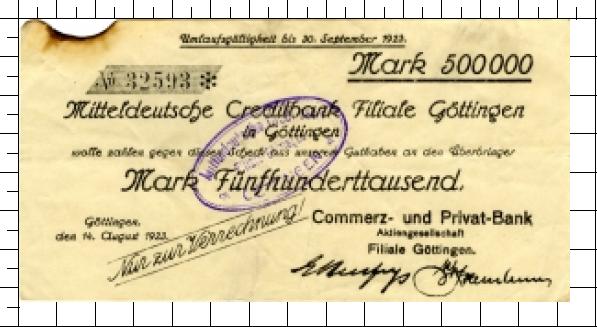 Umlaufsgültigkeit bis 30. September 1923.
Mark 500000
№ 32593 ✻
Mitteldeutsche Creditbank Filiale Göttingen
in Göttingen
wolle zahlen gegen diesen Scheck aus unserem Guthaben an den Überbringer
Mark Fünfhunderttausend.
Göttingen,
den 14. August 1923.
Nur zur Verrechnung!
Commerz- und Privat-Bank
Aktiengesellschaft
Filiale Göttingen.